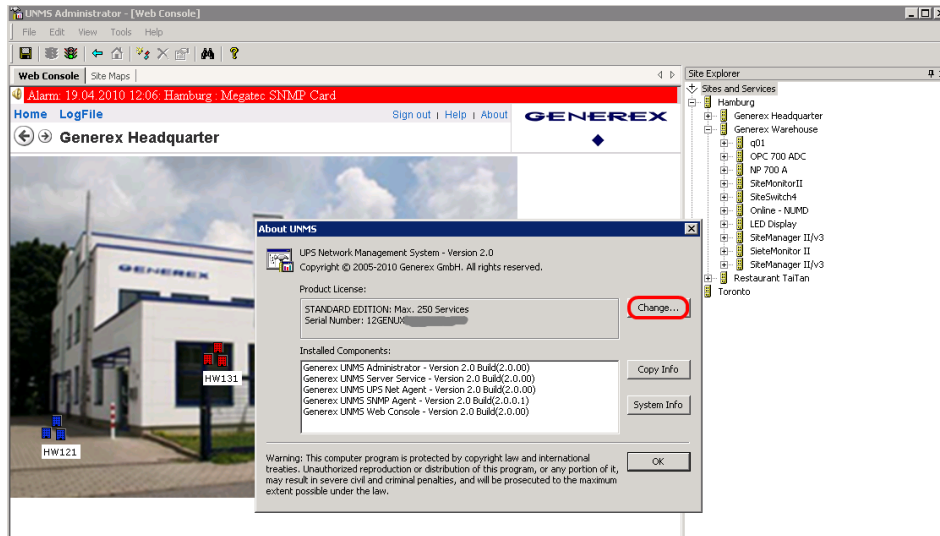 UNMS Administrator - [Web Console]
File Edit View Tools Help
Web Console Site Maps
Alarm: 19.04.2010 12:06: Hamburg : Megatec SNMP Card
Home LogFile Sign out | Help | About
GENEREX
Generex Headquarter
GENEREX
HW131
HW121
About UNMS
UPS Network Management System - Version 2.0
Copyright © 2005-2010 Generex GmbH. All rights reserved.
Product License:
STANDARD EDITION: Max. 250 Services
Serial Number: 12GENUX
Change...
Installed Components:
Generex UNMS Administrator - Version 2.0 Build(2.0.00)
Generex UNMS Server Service - Version 2.0 Build(2.0.00)
Generex UNMS UPS Net Agent - Version 2.0 Build(2.0.00)
Generex UNMS SNMP Agent - Version 2.0 Build(2.0.0.1)
Generex UNMS Web Console - Version 2.0 Build(2.0.00)
Copy Info
System Info
Warning: This computer program is protected by copyright law and international
treaties. Unauthorized reproduction or distribution of this program, or any portion of it,
may result in severe civil and criminal penalties, and will be prosecuted to the maximum
extent possible under the law.
OK
Site Explorer
Sites and Services
Hamburg
Generex Headquarter
Generex Warehouse
q01
OPC 700 ADC
NP 700 A
SiteMonitorII
SiteSwitch4
Online - NUMD
LED Display
SiteManager II/v3
SieteMonitor II
SiteManager II/v3
Restaurant TaiTan
Toronto